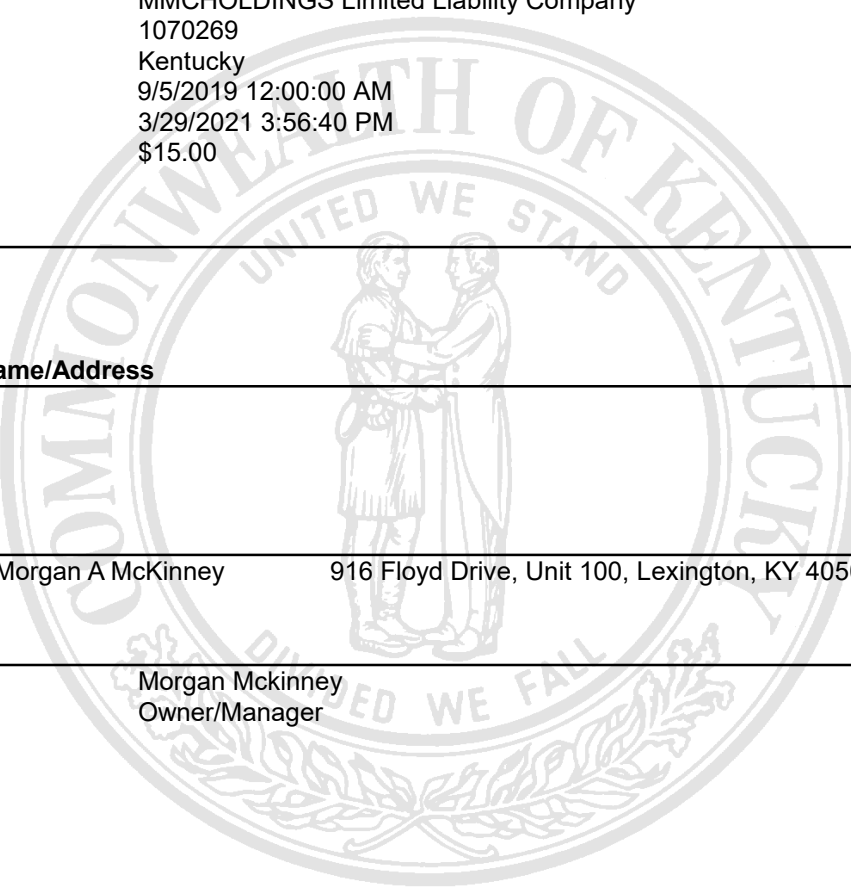 MMCHOLDINGS Limited Liability Company
1070269
Kentucky
9/5/2019 12:00:00 AM
3/29/2021 3:56:40 PM
$15.00
COMMONWEALTH OF KENTUCKY
UNITED WE STAND
ame/Address
Morgan A McKinney 916 Floyd Drive, Unit 100, Lexington, KY 405
DIVIDED WE FALL
Morgan Mckinney
Owner/Manager